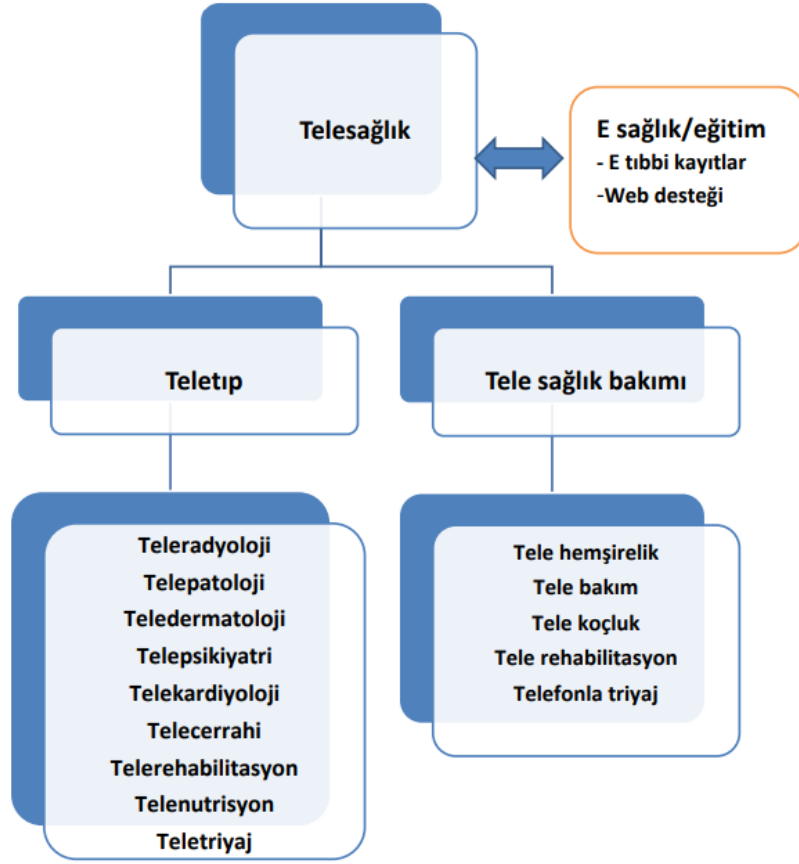 Telesağlık
E sağlık/eğitim
- E tıbbi kayıtlar
-Web desteği
Teletıp
Tele sağlık bakımı
Teleradyoloji
Telepatoloji
Teledermatoloji
Telepsikiyatri
Telekardiyoloji
Telecerrahi
Telerehabilitasyon
Telenutrisyon
Teletriyaj
Tele hemşirelik
Tele bakım
Tele koçluk
Tele rehabilitasyon
Telefonla triyaj